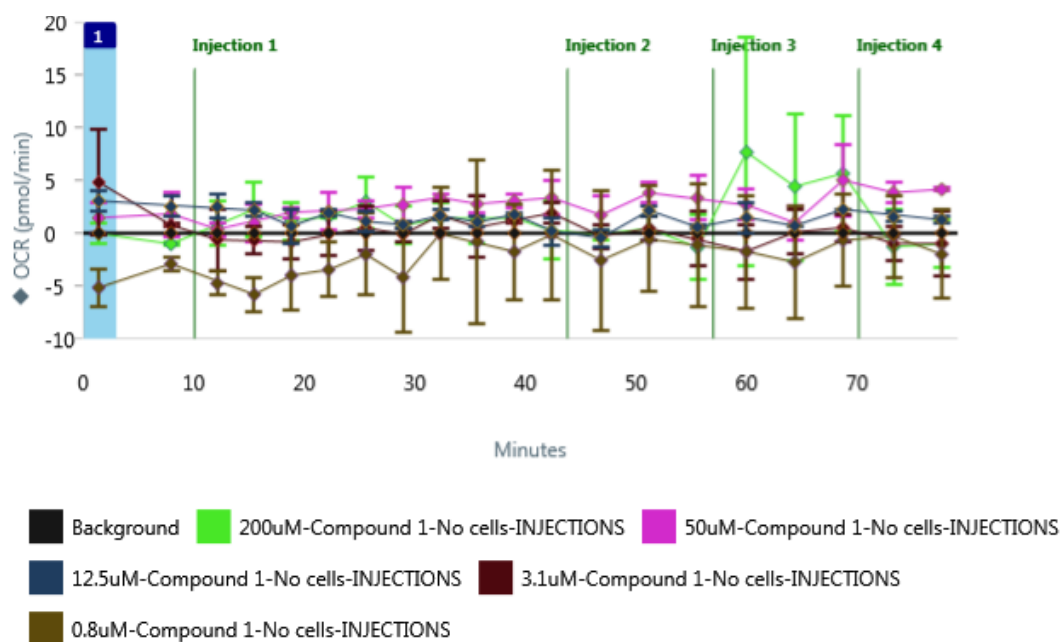 20
1
Injection 1
Injection 2
Injection 3
Injection 4
15
10
5
0
-5
-10
◆ OCR (pmol/min)
0 10 20 30 40 50 60 70
Minutes
Background 200uM-Compound 1-No cells-INJECTIONS 50uM-Compound 1-No cells-INJECTIONS
12.5uM-Compound 1-No cells-INJECTIONS 3.1uM-Compound 1-No cells-INJECTIONS
0.8uM-Compound 1-No cells-INJECTIONS